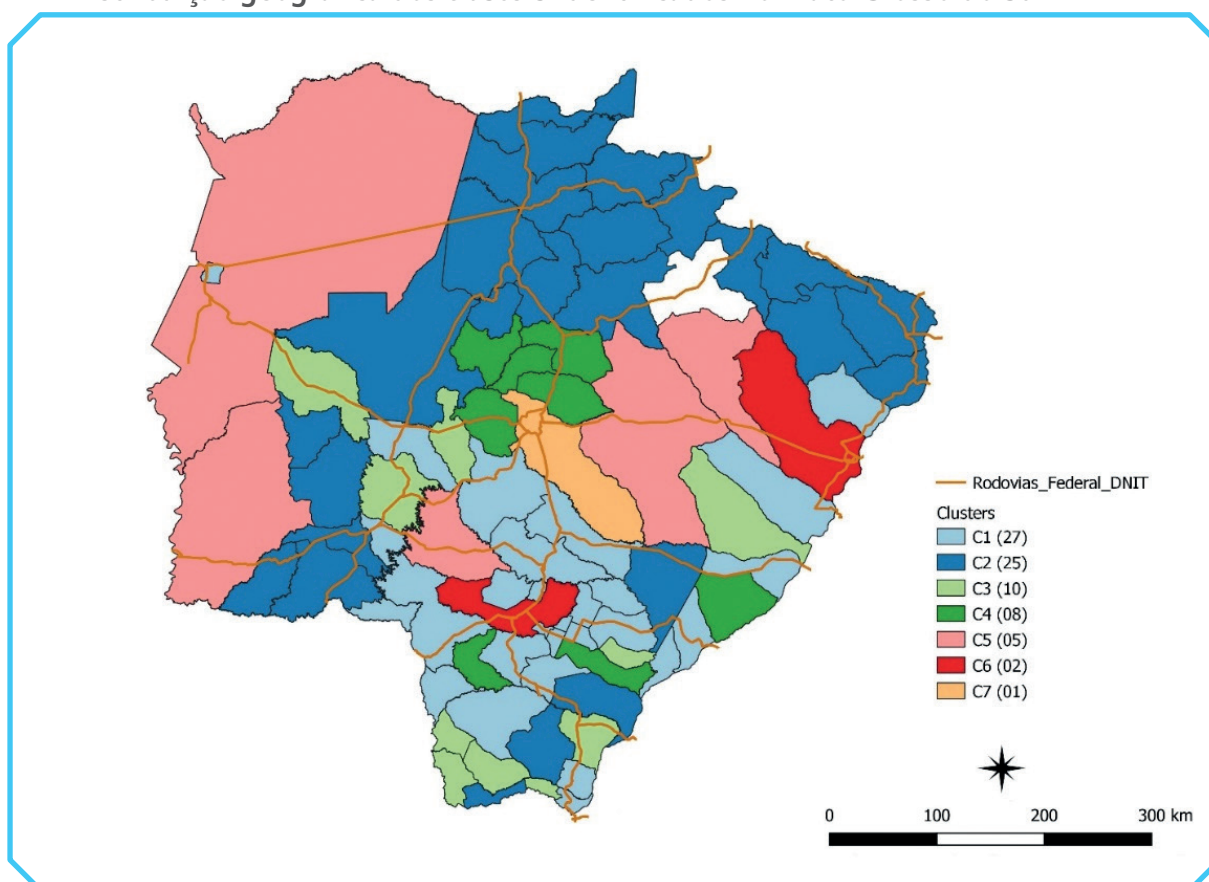 Rodovias_Federal_DNIT
Clusters
C1 (27)
C2 (25)
C3 (10)
C4 (08)
C5 (05)
C6 (02)
C7 (01)
0 100 200 300 km